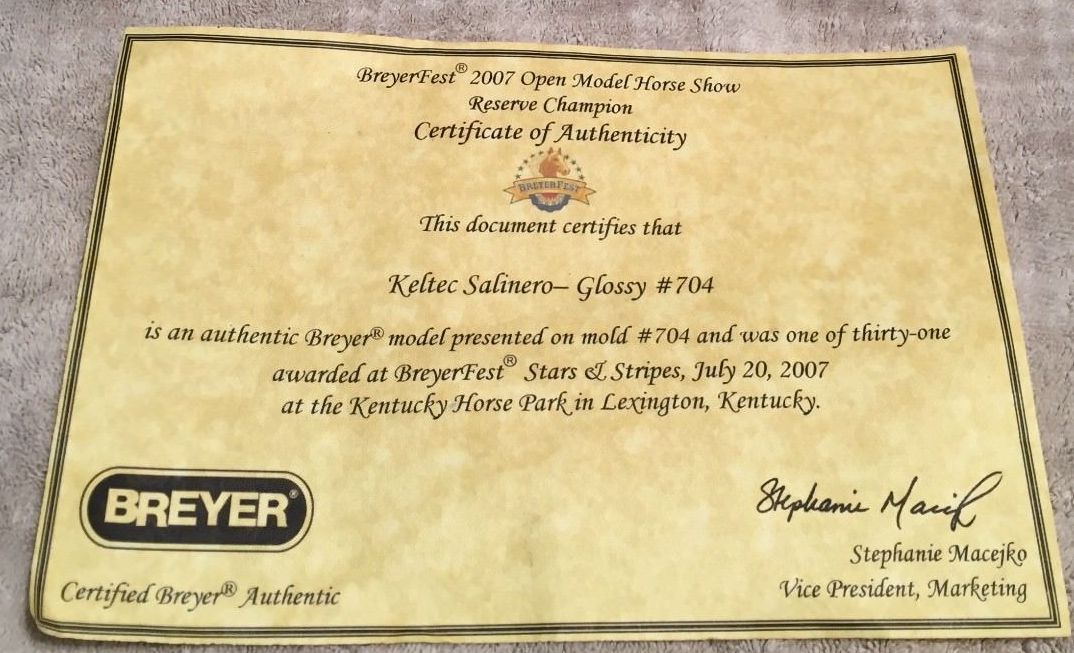 BreyerFest® 2007 Open Model Horse Show
Reserve Champion
Certificate of Authenticity
BREYERFEST
This document certifies that
Keltec Salinero– Glossy #704
is an authentic Breyer® model presented on mold #704 and was one of thirty-one
awarded at BreyerFest® Stars & Stripes, July 20, 2007
at the Kentucky Horse Park in Lexington, Kentucky.
BREYER®
Stephanie Macejko
Stephanie Macejko
Vice President, Marketing
Certified Breyer® Authentic